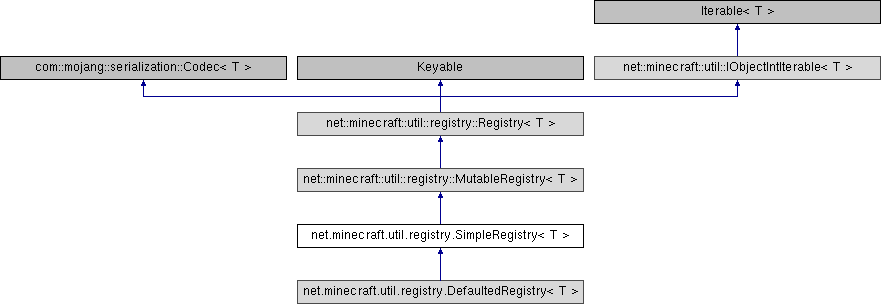 Iterable< T >
com::mojang::serialization::Codec< T >
Keyable
net::minecraft::util::IObjectIntIterable< T >
net::minecraft::util::registry::Registry< T >
net::minecraft::util::registry::MutableRegistry< T >
net.minecraft.util.registry.SimpleRegistry< T >
net.minecraft.util.registry.DefaultedRegistry< T >